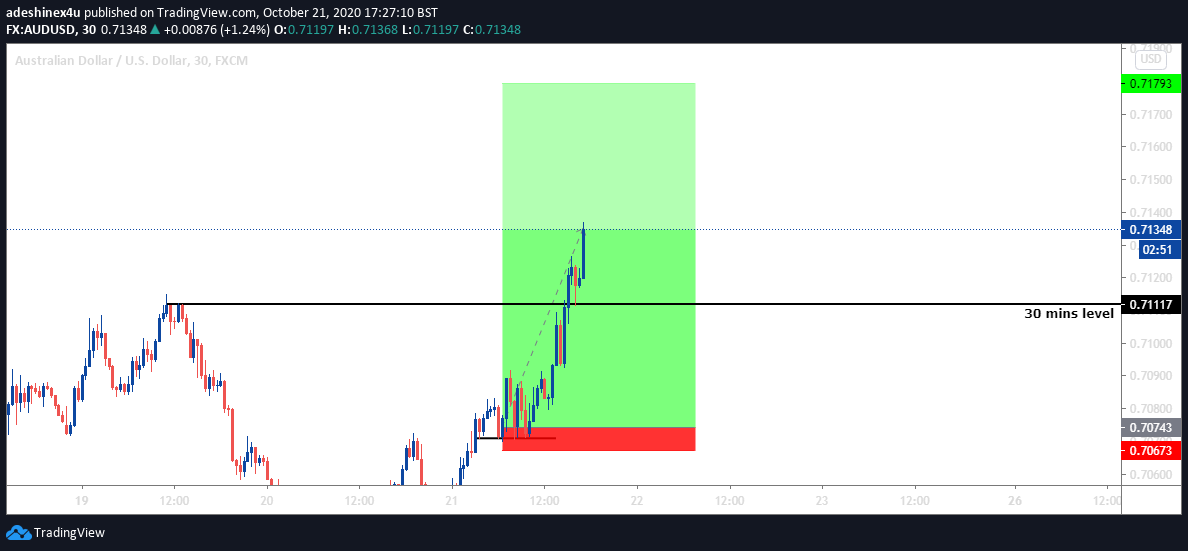 adeshinex4u published on TradingView.com, October 21, 2020 17:27:10 BST
FX:AUDUSD, 30 0.71348 ▲ +0.00876 (+1.24%) O:0.71197 H:0.71368 L:0.71197 C:0.71348
Australian Dollar / U.S. Dollar, 30, FXCM
0.71900
USD
0.71793
0.71700
0.71600
0.71500
0.71400
0.71348
02:51
0.71200
0.71117
30 mins level
0.71000
0.70900
0.70800
0.70743
0.70673
0.70600
19 12:00 20 12:00 21 12:00 22 12:00 23 12:00 26 12:00
TradingView